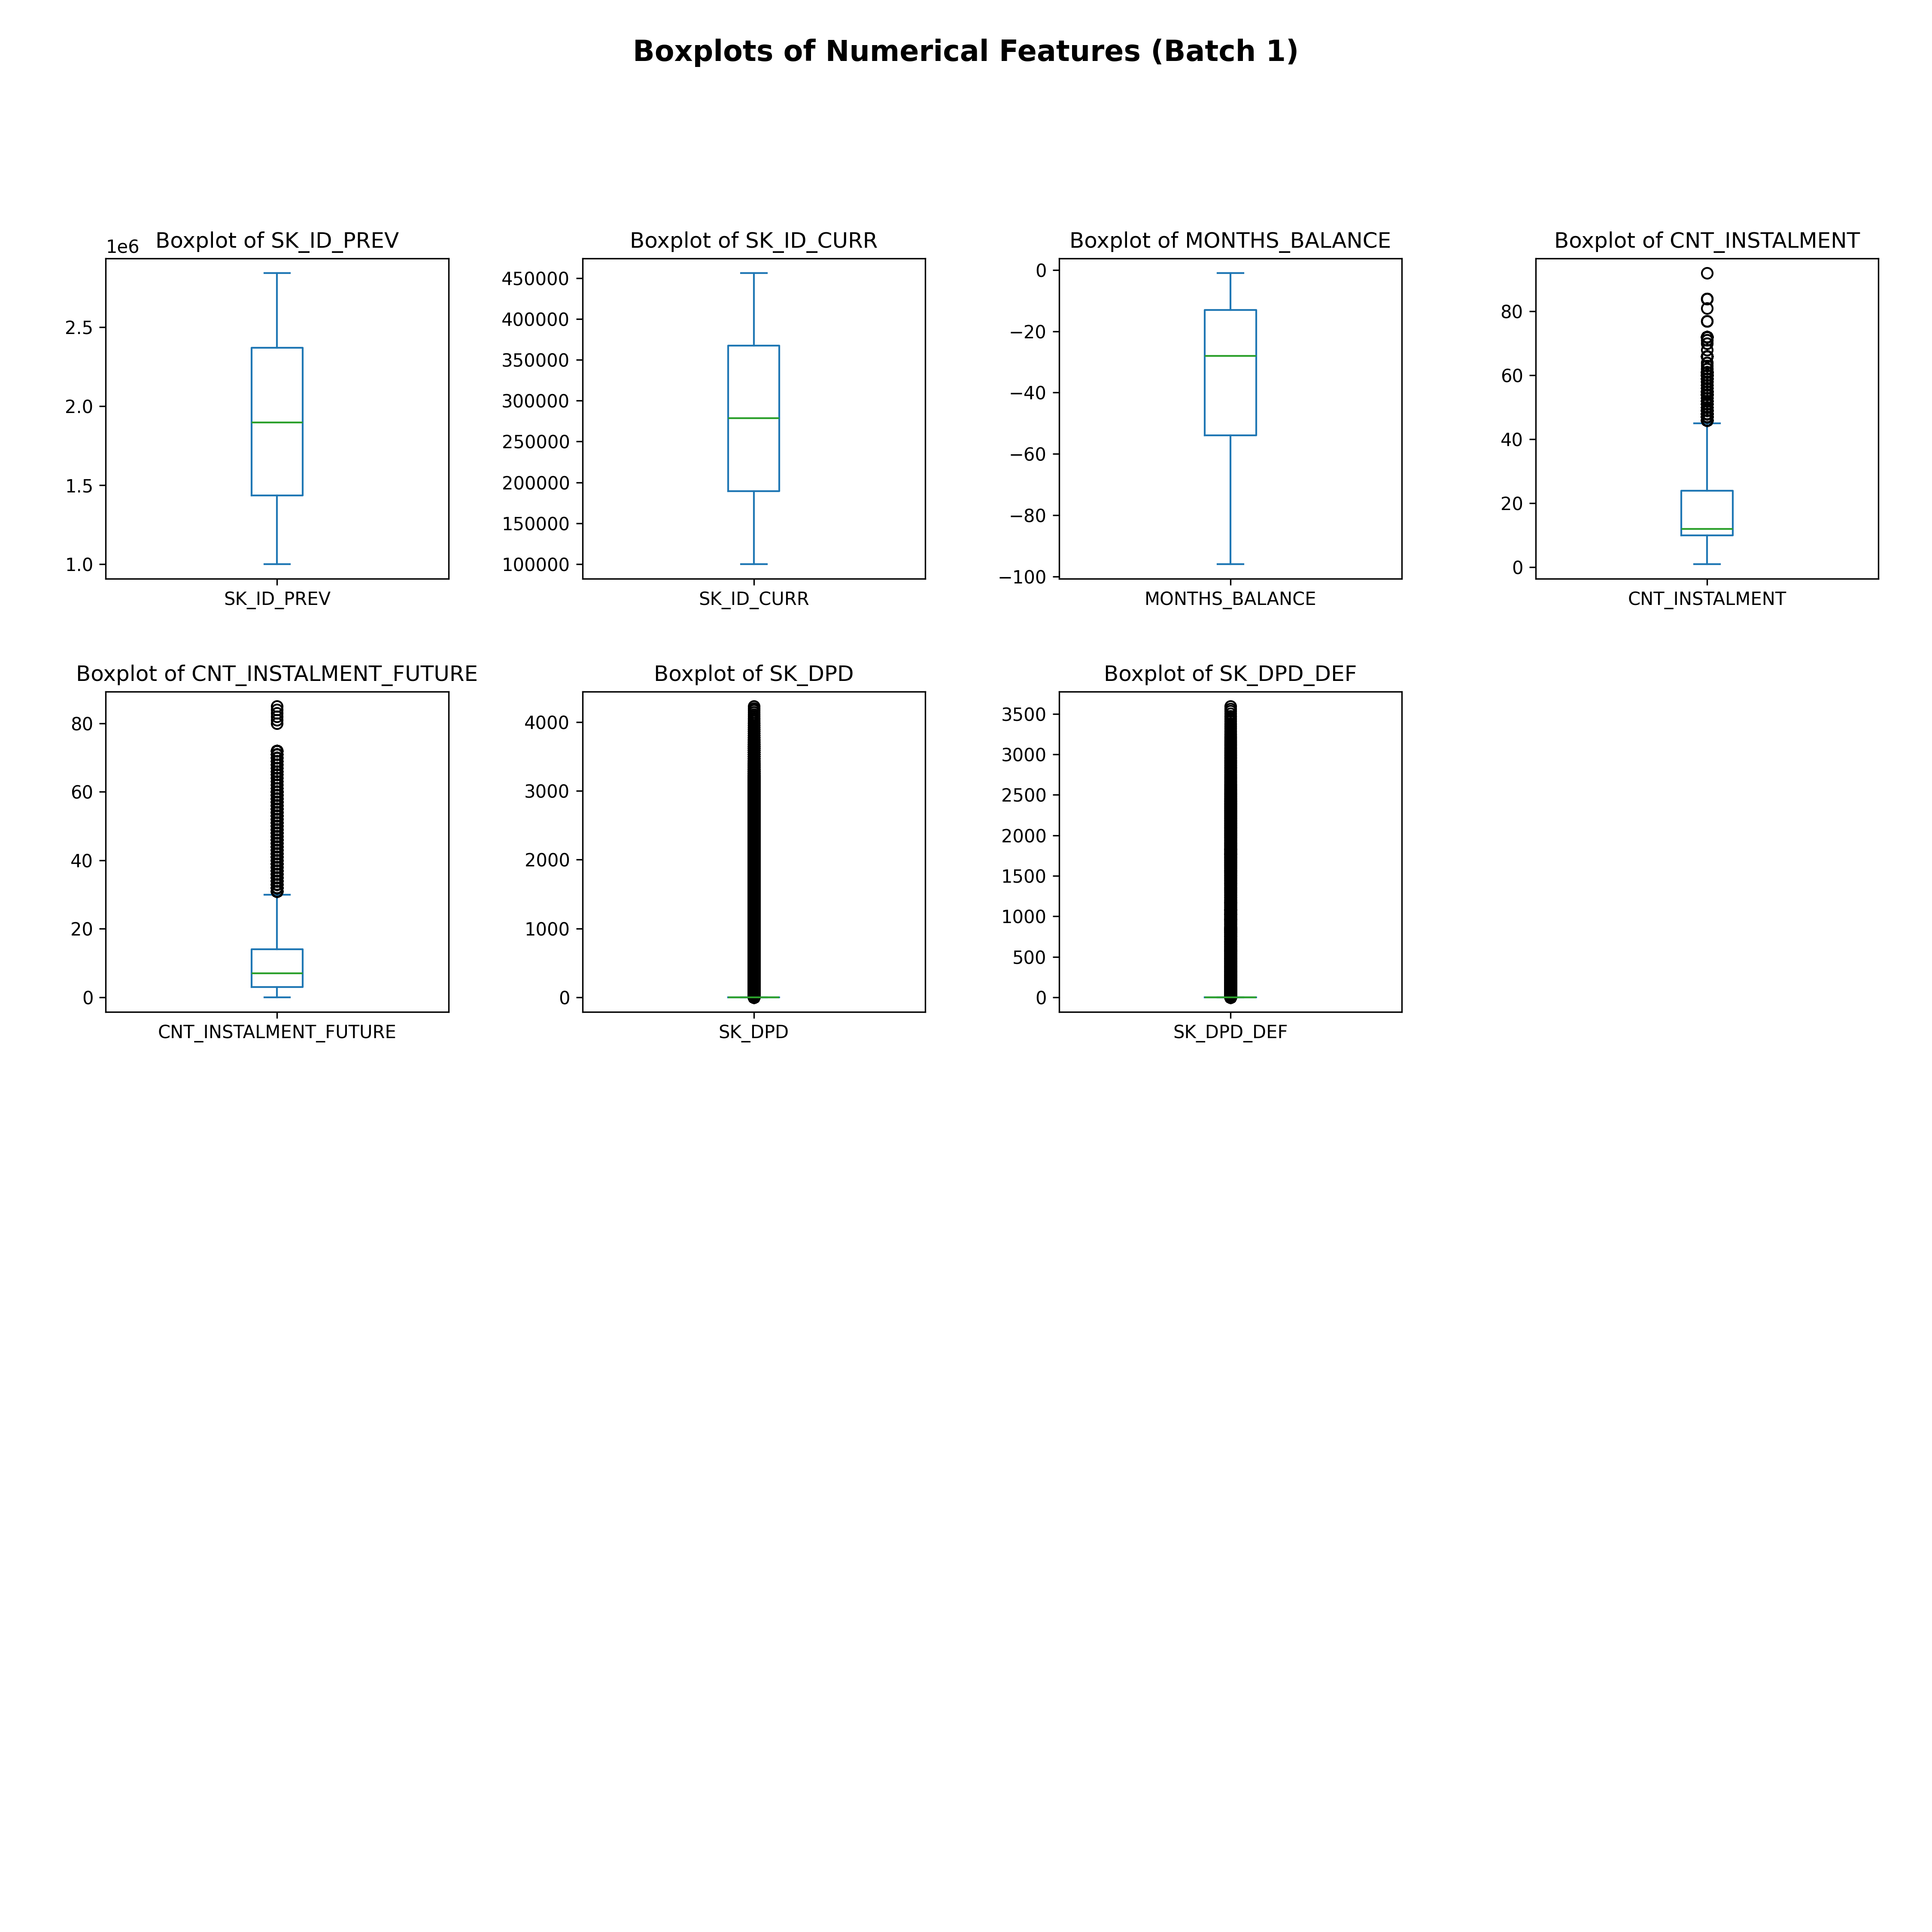 Boxplots of Numerical Features (Batch 1)
Boxplot of SK_ID_PREV
1e6
2.5
2.0
1.5
1.0
SK_ID_PREV
Boxplot of SK_ID_CURR
450000
400000
350000
300000
250000
200000
150000
100000
SK_ID_CURR
Boxplot of MONTHS_BALANCE
0
−20
−40
−60
−80
−100
MONTHS_BALANCE
Boxplot of CNT_INSTALMENT
80
60
40
20
0
CNT_INSTALMENT
Boxplot of CNT_INSTALMENT_FUTURE
80
60
40
20
0
CNT_INSTALMENT_FUTURE
Boxplot of SK_DPD
4000
3000
2000
1000
0
SK_DPD
Boxplot of SK_DPD_DEF
3500
3000
2500
2000
1500
1000
500
0
SK_DPD_DEF